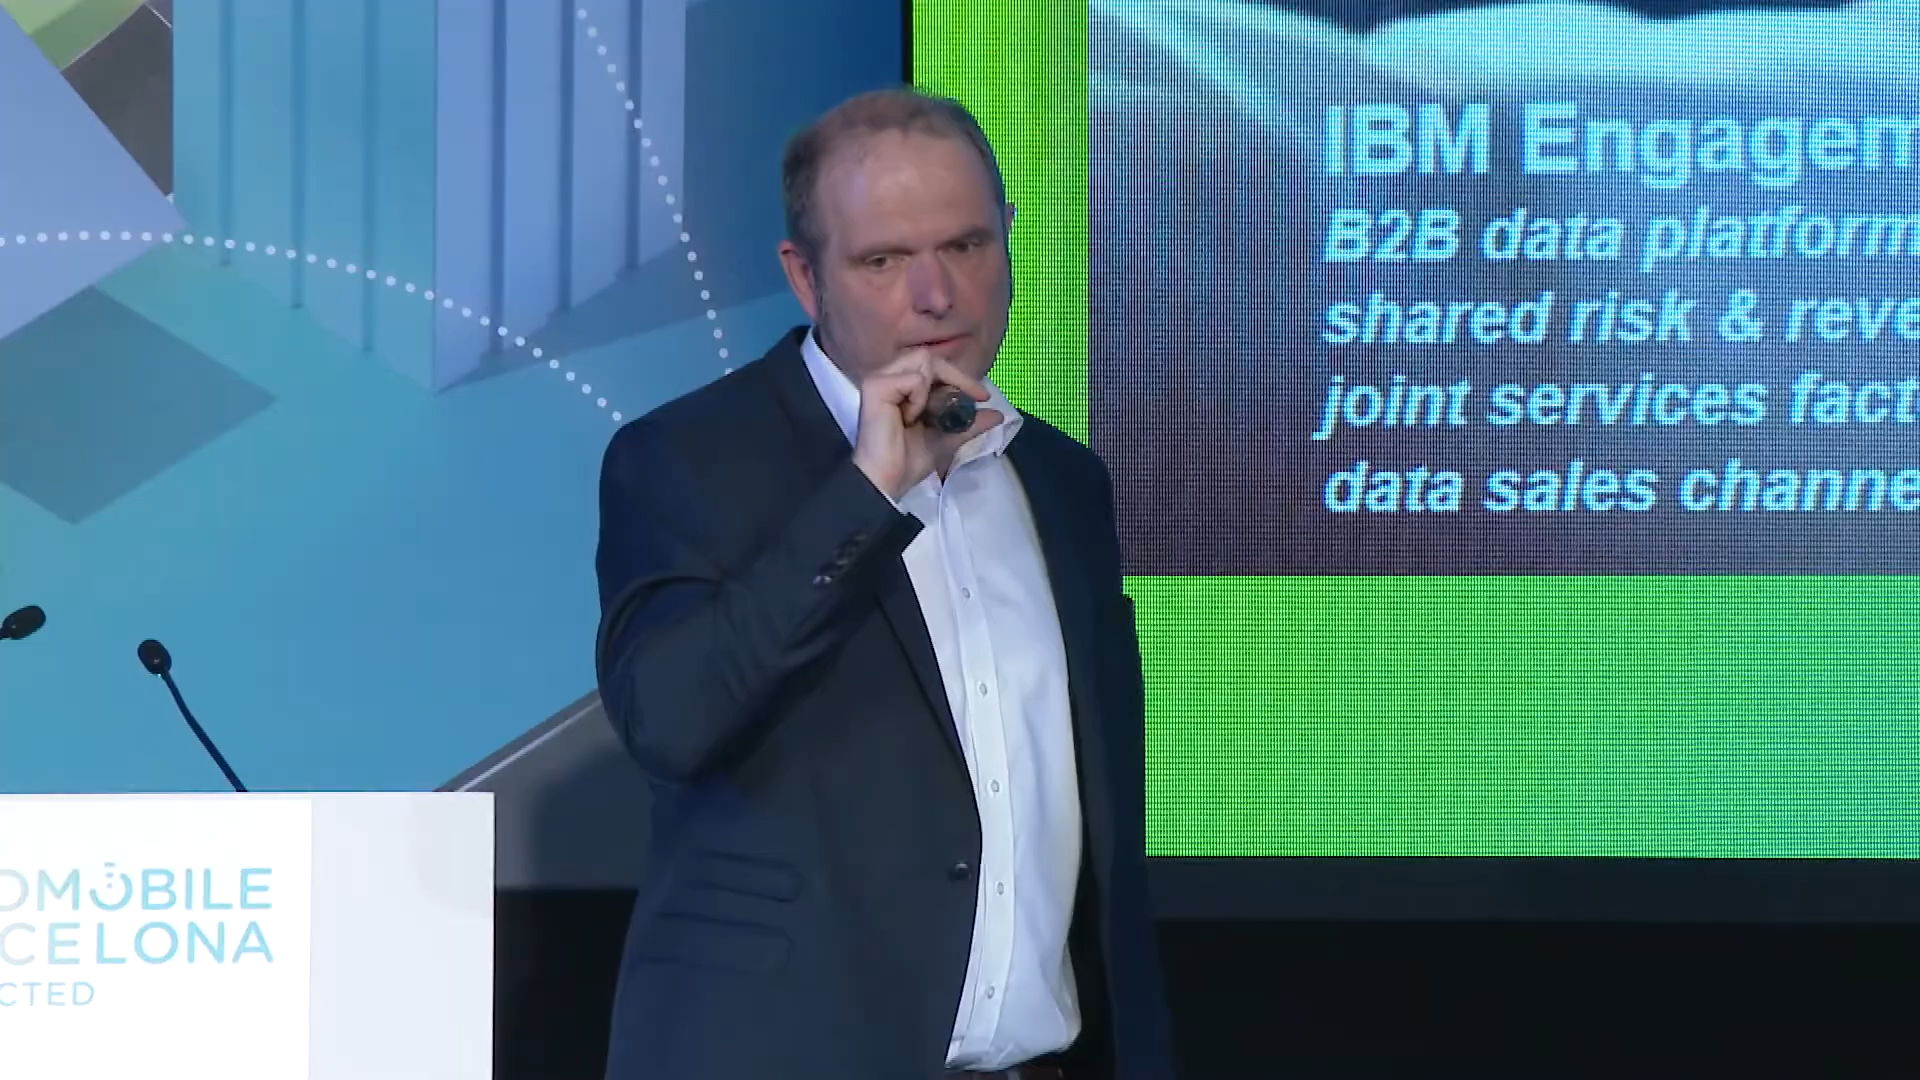 IBM Engagem
B2B data platform
shared risk & reve
joint services fact
data sales channe
OMOBILE
CELONA
CTED